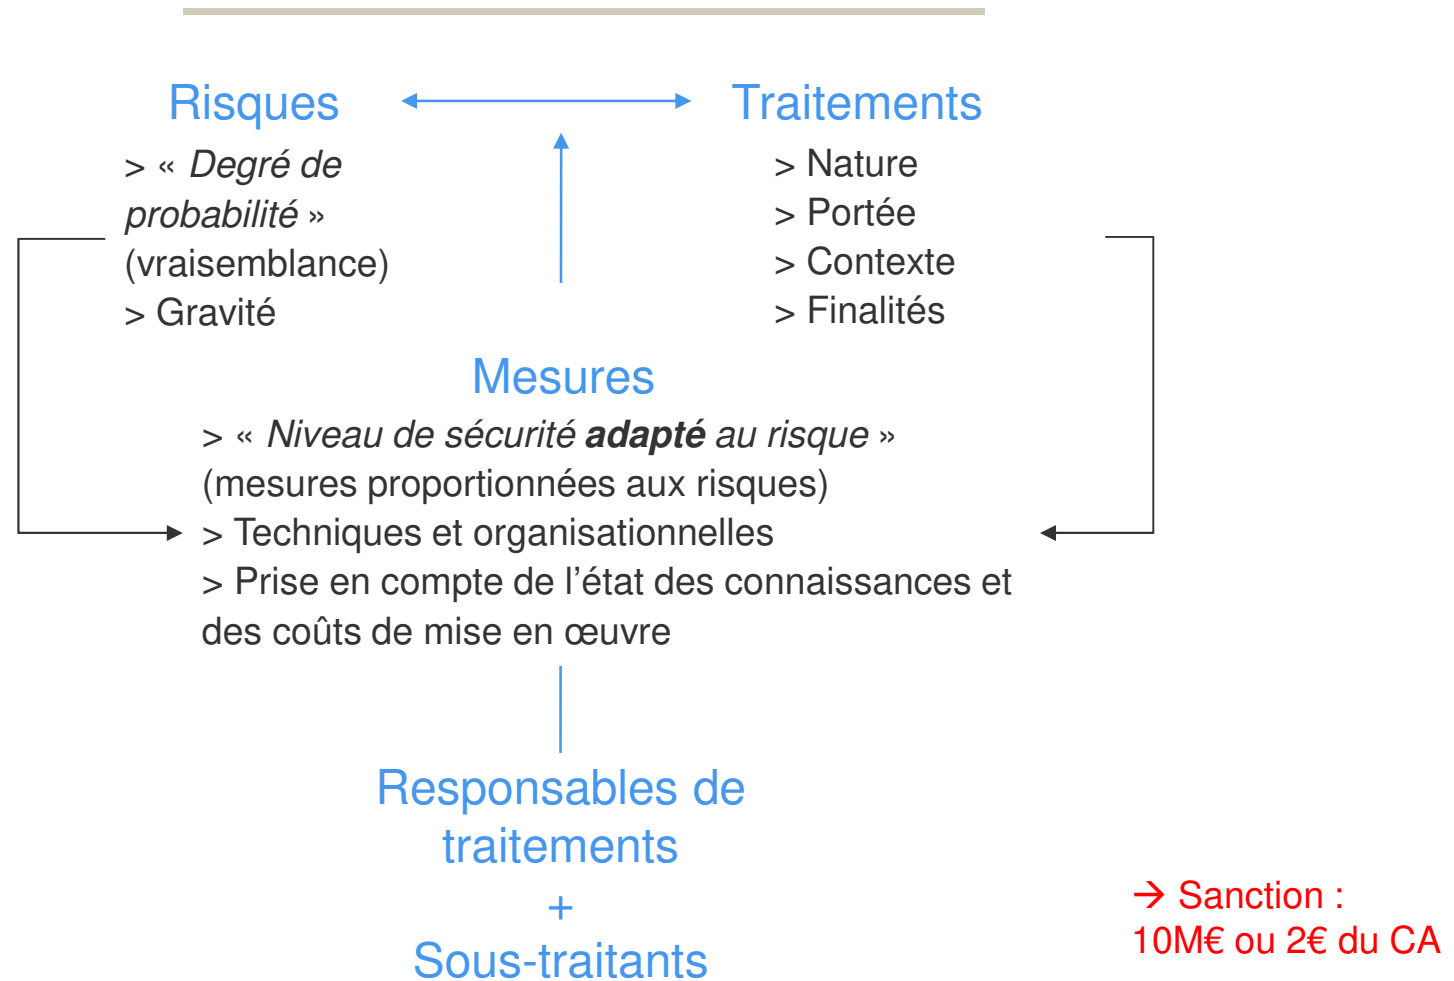 Risques
> « Degré de
probabilité »
(vraisemblance)
> Gravité
Traitements
> Nature
> Portée
> Contexte
> Finalités
Mesures
> « Niveau de sécurité adapté au risque »
(mesures proportionnées aux risques)
> Techniques et organisationnelles
> Prise en compte de l’état des connaissances et
des coûts de mise en œuvre
Responsables de
traitements
+
Sous-traitants
→ Sanction :
10M€ ou 2€ du CA